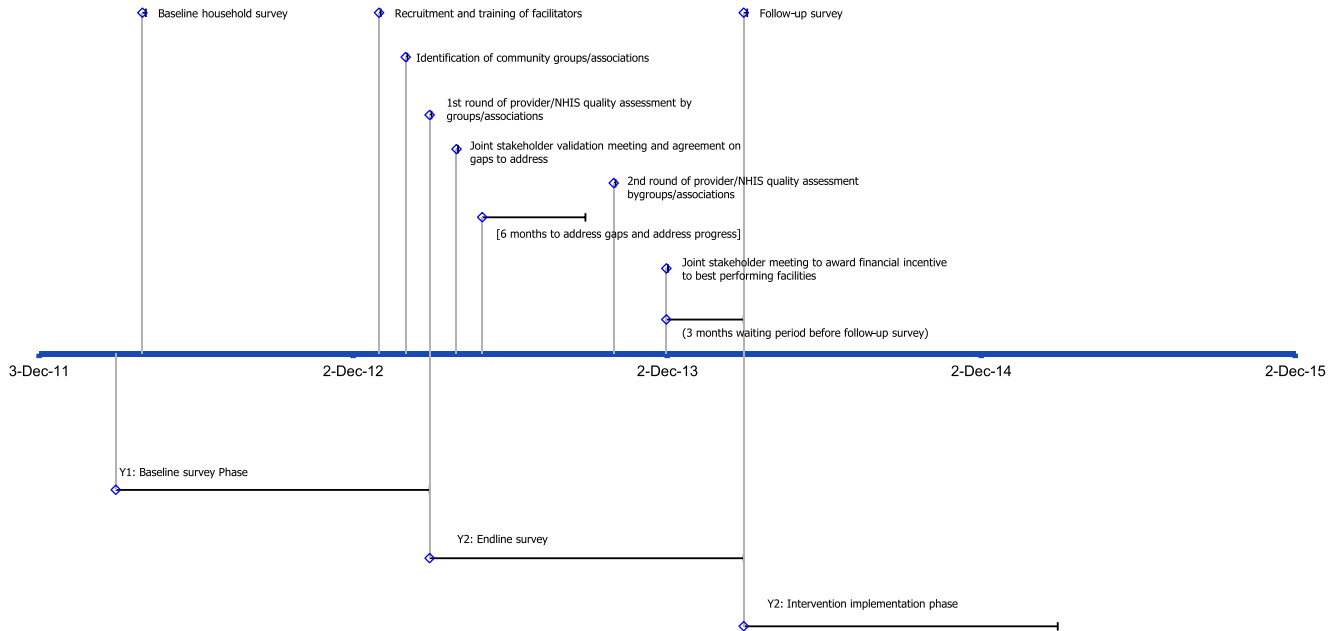 Baseline household survey
Recruitment and training of facilitators
Follow-up survey
Identification of community groups/associations
1st round of provider/NHIS quality assessment by
groups/associations
Joint stakeholder validation meeting and agreement on
gaps to address
2nd round of provider/NHIS quality assessment
bygroups/associations
[6 months to address gaps and address progress]
Joint stakeholder meeting to award financial incentive
to best performing facilities
(3 months waiting period before follow-up survey)
3-Dec-11
2-Dec-12
2-Dec-13
2-Dec-14
2-Dec-15
Y1: Baseline survey Phase
Y2: Endline survey
Y2: Intervention implementation phase